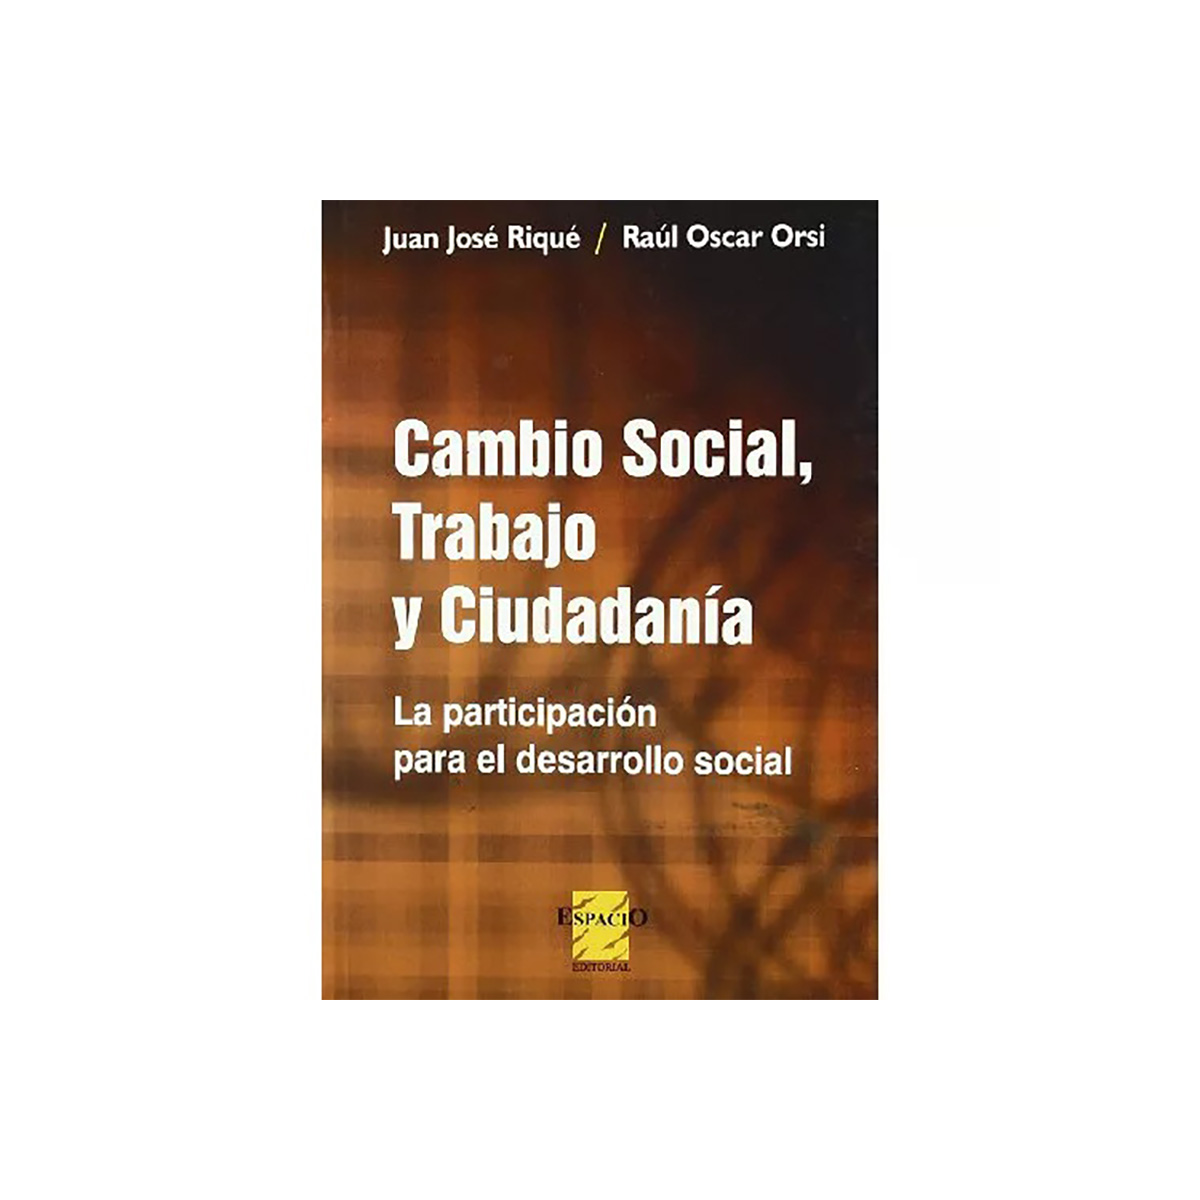 Juan José Riqué / Raúl Oscar Orsi
Cambio Social,
Trabajo
y Ciudadanía
La participación
para el desarrollo social
ESPACIO
EDITORIAL